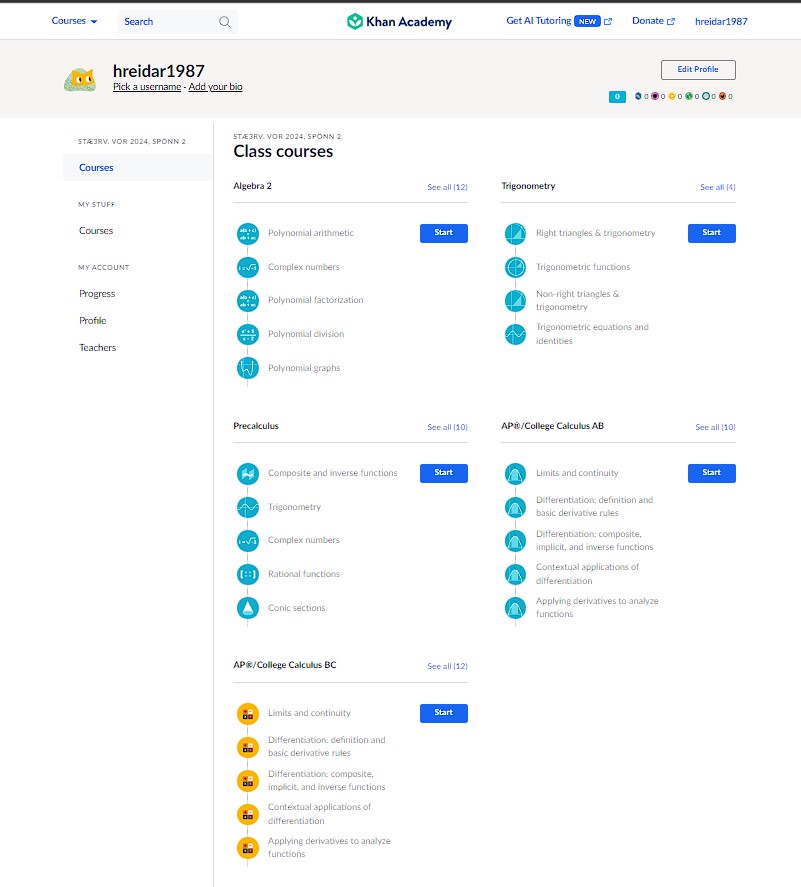 Courses
Search
Khan Academy
Get AI Tutoring NEW
Donate
hreidar1987
hreidar1987
Pick a username · Add your bio
Edit Profile
0 0 0 0 0 0 0
STÆ3RV. VOR 2024, SPÖNN 2
Courses
MY STUFF
Courses
MY ACCOUNT
Progress
Profile
Teachers
STÆ3RV. VOR 2024, SPÖNN 2
Class courses
Algebra 2
See all (12)
Polynomial arithmetic
Start
Complex numbers
Polynomial factorization
Polynomial division
Polynomial graphs
Trigonometry
See all (4)
Right triangles & trigonometry
Start
Trigonometric functions
Non-right triangles &
trigonometry
Trigonometric equations and
identities
Precalculus
See all (10)
Composite and inverse functions
Start
Trigonometry
Complex numbers
Rational functions
Conic sections
AP®/College Calculus AB
See all (10)
Limits and continuity
Start
Differentiation: definition and
basic derivative rules
Differentiation: composite,
implicit, and inverse functions
Contextual applications of
differentiation
Applying derivatives to analyze
functions
AP®/College Calculus BC
See all (12)
Limits and continuity
Start
Differentiation: definition and
basic derivative rules
Differentiation: composite,
implicit, and inverse functions
Contextual applications of
differentiation
Applying derivatives to analyze
functions